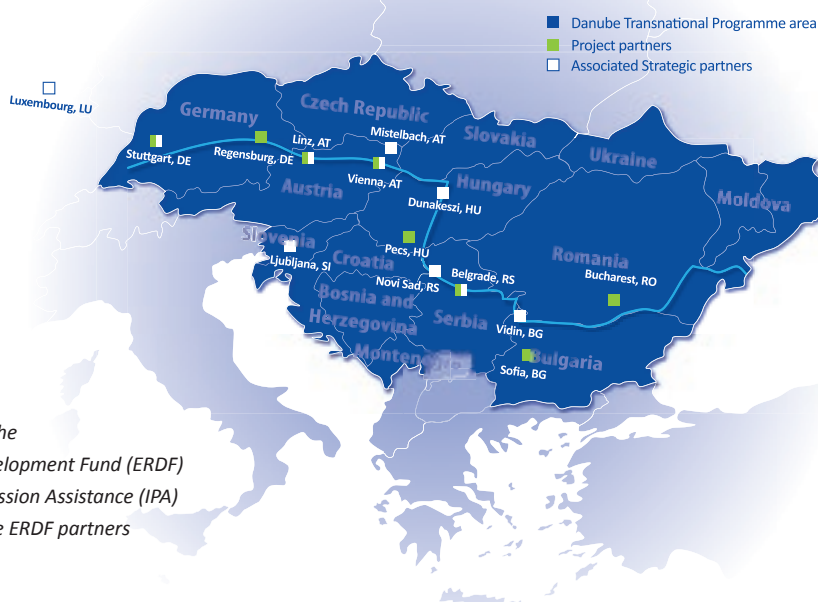 Danube Transnational Programme area
Project partners
Associated Strategic partners
Luxembourg, LU
Germany
Czech Republic
Mistelbach, AT
Slovakia
Linz, AT
Ukraine
Stuttgart, DE
Regensburg, DE
Vienna, AT
Hungary
Austria
Dunakeszi, HU
Moldova
Slovenia
Pecs, HU
Romania
Ljubljana, SI
Croatia
Bucharest, RO
Novi Sad, RS
Belgrade, RS
Bosnia and
Herzegovina
Serbia
Vidin, BG
Bulgaria
Sofia, BG
he
elopment Fund (ERDF)
ssion Assistance (IPA)
e ERDF partners